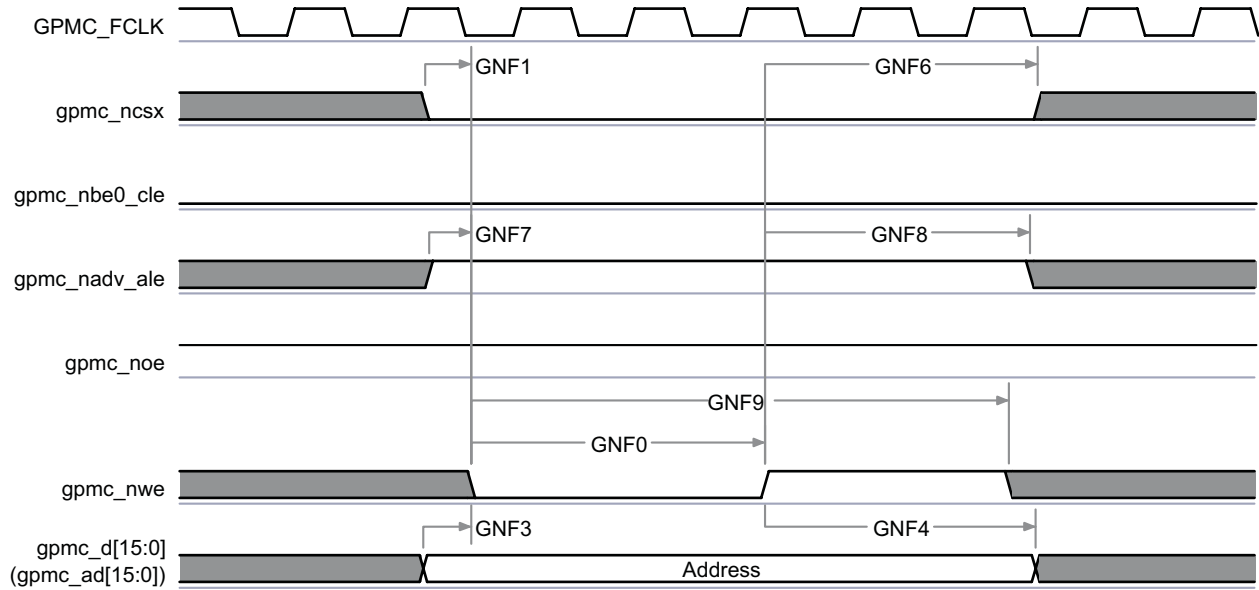 GPMC_FCLK
GNF1
GNF6
gpmc_ncsx
gpmc_nbe0_cle
GNF7
GNF8
gpmc_nadv_ale
gpmc_noe
GNF9
GNF0
gpmc_nwe
GNF3
GNF4
gpmc_d[15:0]
(gpmc_ad[15:0])
Address